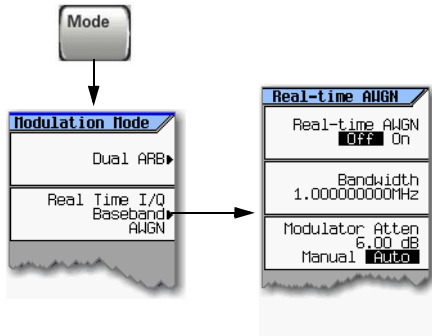 Mode
Modulation Mode
Dual ARB
Real Time I/Q
Baseband
AWGN
Real-time AWGN
Real-time AWGN
Off On
Bandwidth
1.000000000MHz
Modulator Atten
6.00 dB
Manual Auto